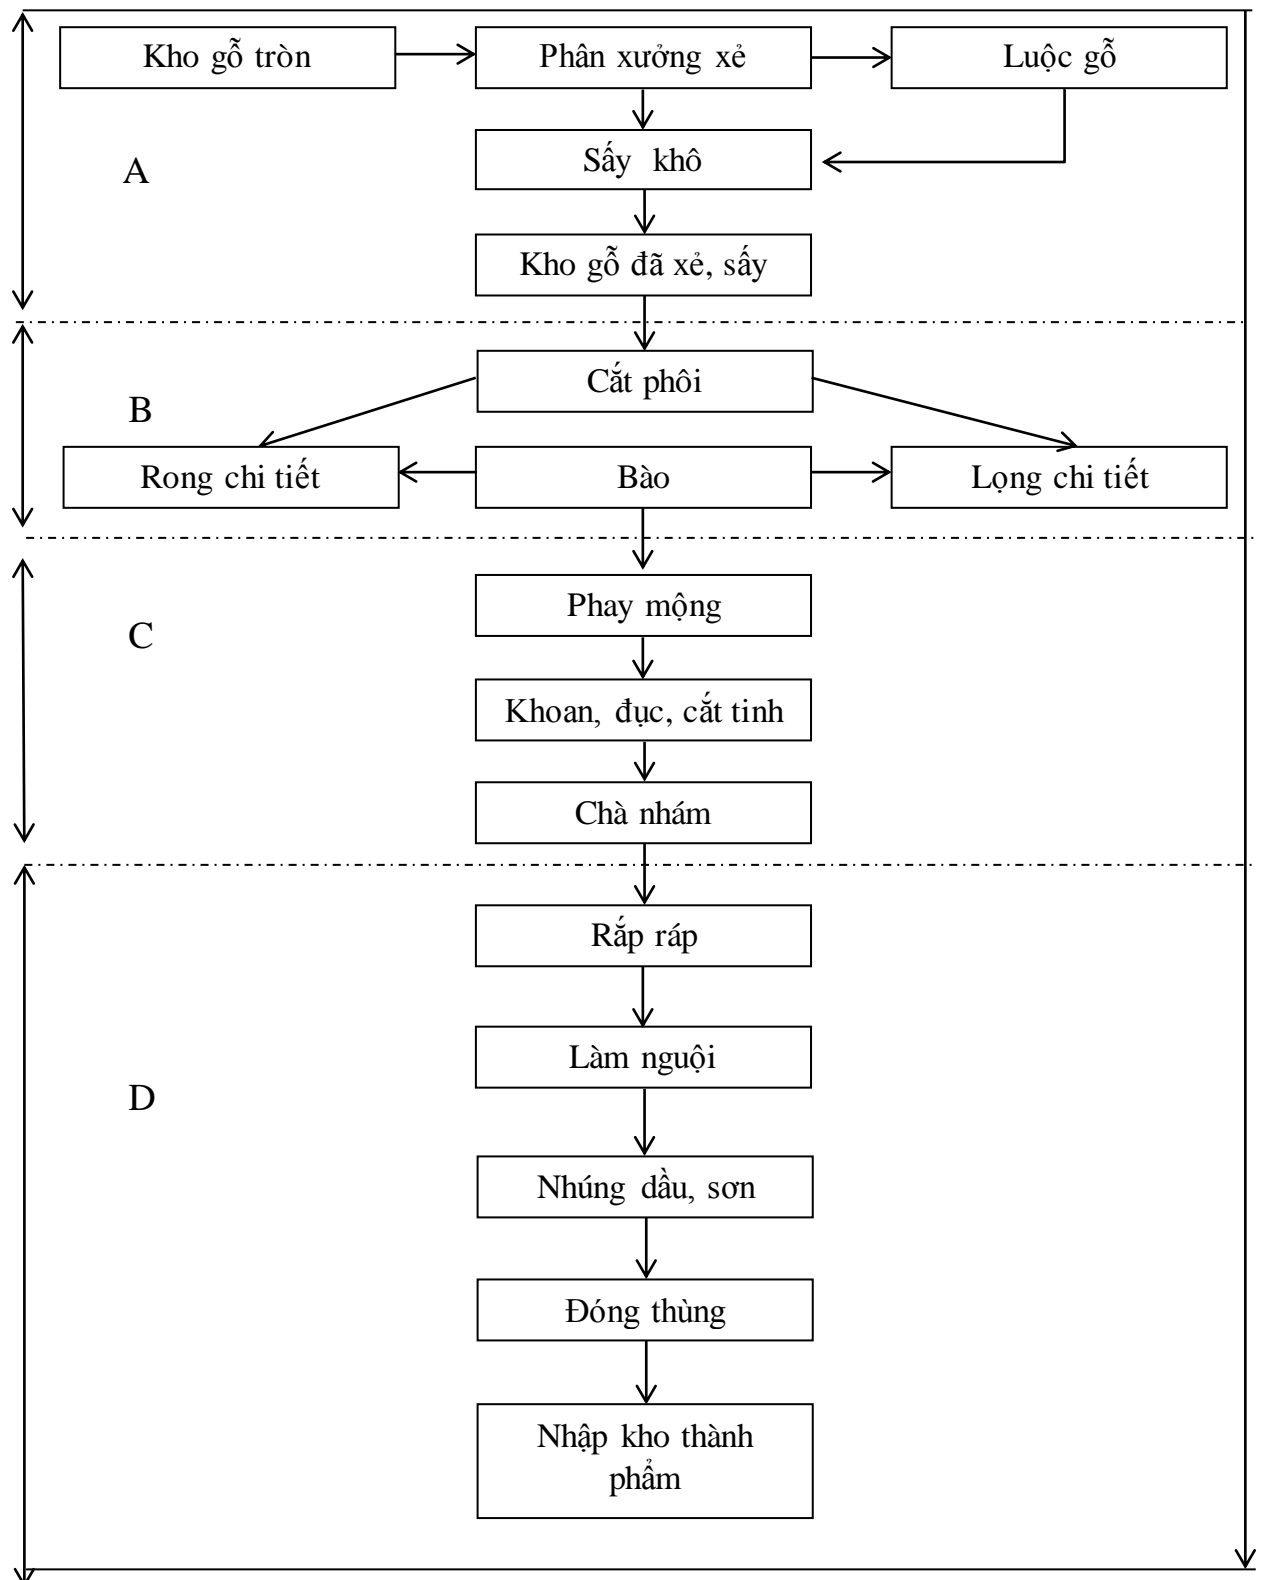 Kho gỗ tròn
Phân xưởng xẻ
Luộc gỗ
A
Sấy khô
Kho gỗ đã xẻ, sấy
B
Cắt phôi
Rong chi tiết
Bào
Lọng chi tiết
C
Phay mộng
Khoan, đục, cắt tinh
Chà nhám
Rắp ráp
D
Làm nguội
Nhúng dầu, sơn
Đóng thùng
Nhập kho thành
phẩm